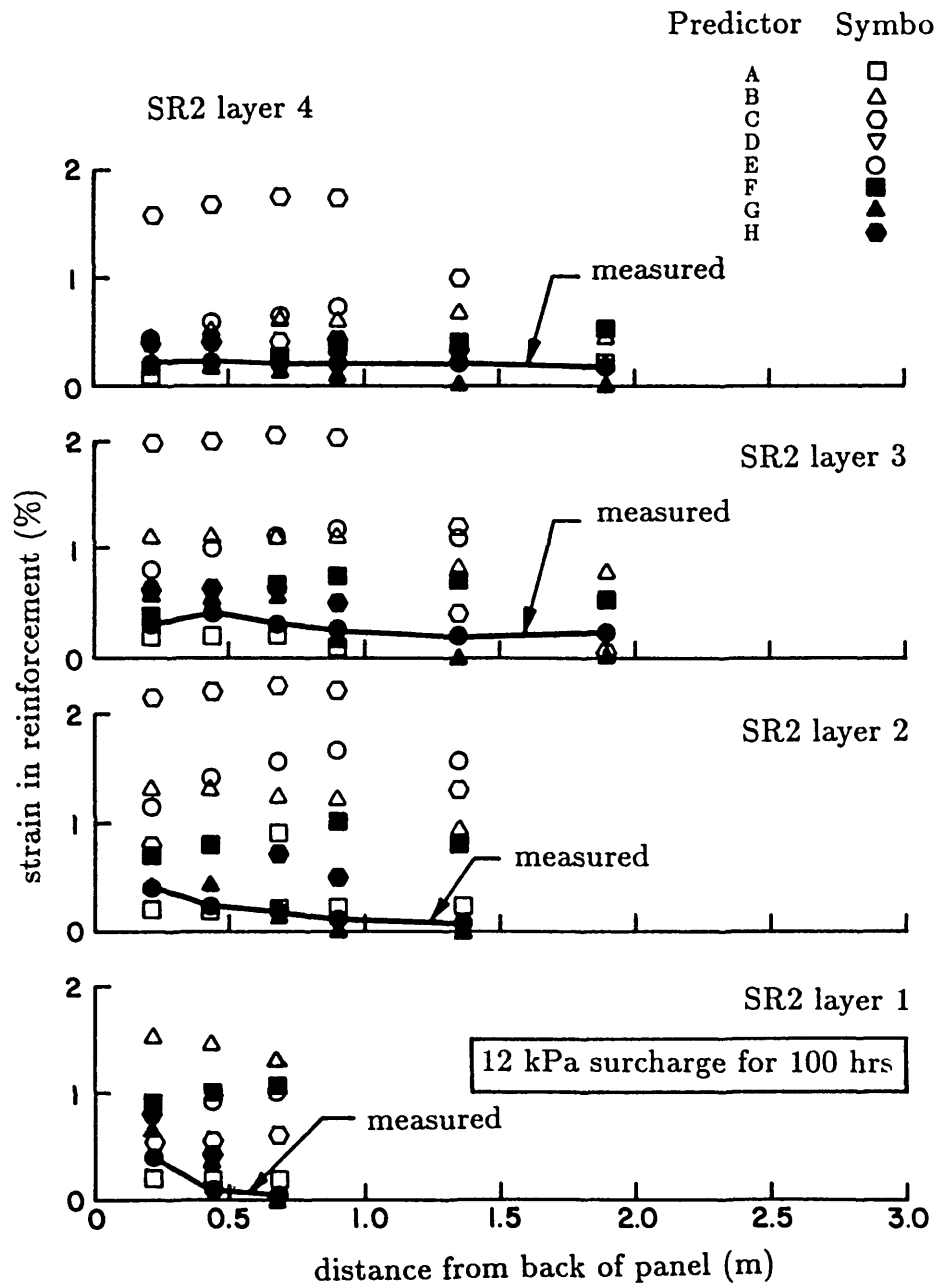 Predictor Symbo
A
B
C
D
E
F
G
H
SR2 layer 4
2
1
0
measured
SR2 layer 3
2
1
0
measured
SR2 layer 2
2
1
0
measured
SR2 layer 1
12 kPa surcharge for 100 hrs
2
1
0
measured
0 0.5 1.0 1.5 2.0 2.5 3.0
distance from back of panel (m)
strain in reinforcement (%)